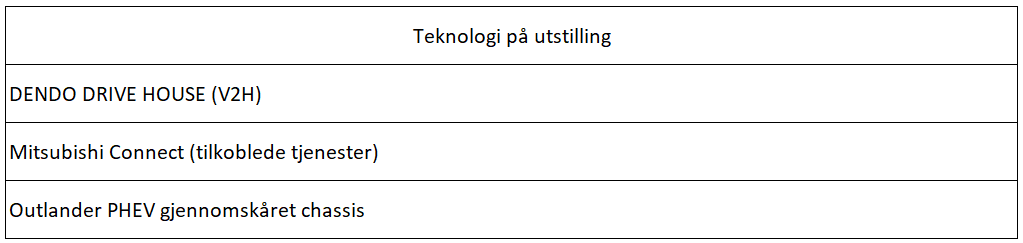 Teknologi på utstilling
DENDO DRIVE HOUSE (V2H)
Mitsubishi Connect (tilkoblede tjenester)
Outlander PHEV gjennomskåret chassis